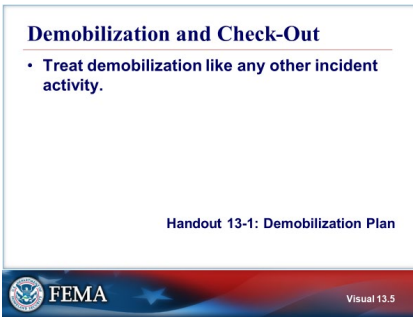 Demobilization and Check-Out
• Treat demobilization like any other incident
activity.
Handout 13-1: Demobilization Plan
FEMA
Visual 13.5